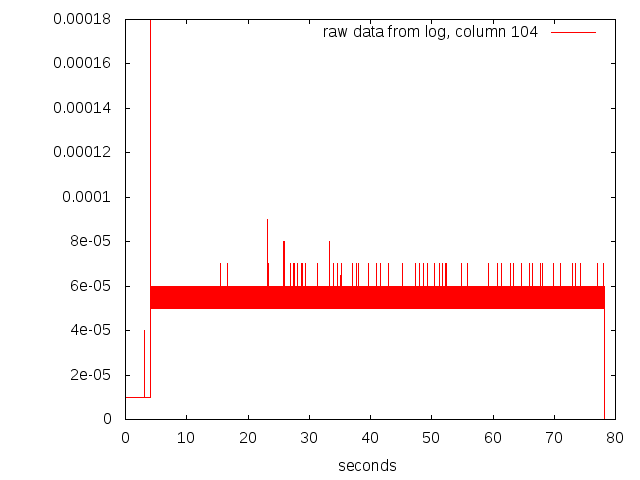 raw data from log, column 104
0.00018
0.00016
0.00014
0.00012
0.0001
8e-05
6e-05
4e-05
2e-05
0
0 10 20 30 40 50 60 70 80
seconds